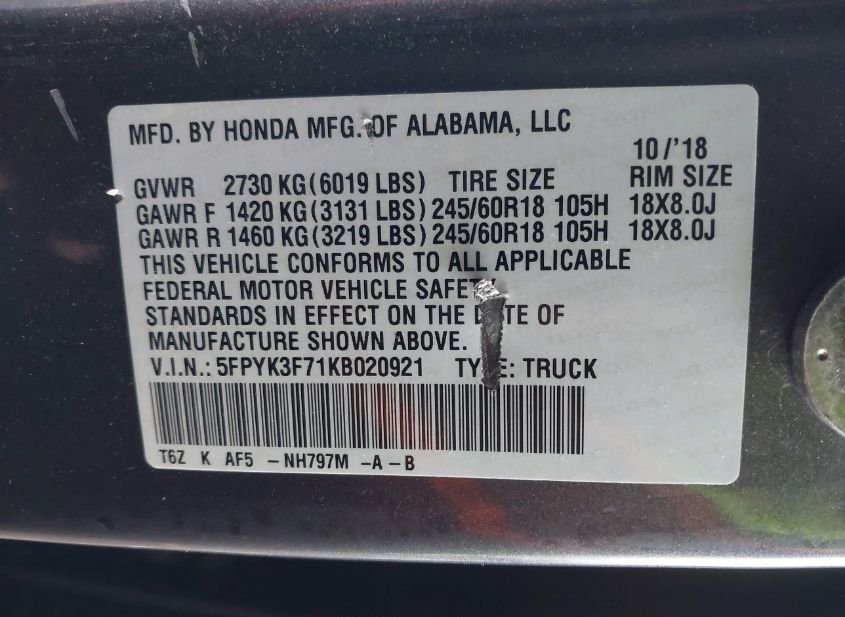 MFD. BY HONDA MFG. OF ALABAMA, LLC
10/'18
GVWR 2730 KG (6019 LBS) TIRE SIZE RIM SIZE
GAWR F 1420 KG (3131 LBS) 245/60R18 105H 18X8.0J
GAWR R 1460 KG (3219 LBS) 245/60R18 105H 18X8.0J
THIS VEHICLE CONFORMS TO ALL APPLICABLE
FEDERAL MOTOR VEHICLE SAFETY
STANDARDS IN EFFECT ON THE DATE OF
MANUFACTURE SHOWN ABOVE.
V.I.N.: 5FPYK3F71KB020921 TYPE: TRUCK
T6Z K AF5 -NH797M -A-B